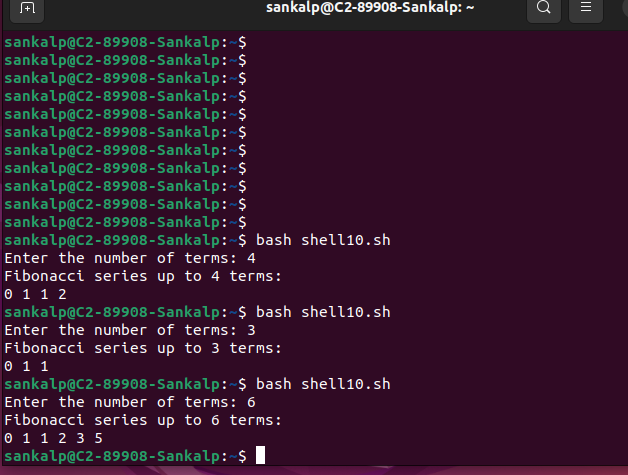 sankalp@C2-89908-Sankalp: ~
sankalp@C2-89908-Sankalp:~$
sankalp@C2-89908-Sankalp:~$
sankalp@C2-89908-Sankalp:~$
sankalp@C2-89908-Sankalp:~$
sankalp@C2-89908-Sankalp:~$
sankalp@C2-89908-Sankalp:~$
sankalp@C2-89908-Sankalp:~$
sankalp@C2-89908-Sankalp:~$
sankalp@C2-89908-Sankalp:~$
sankalp@C2-89908-Sankalp:~$
sankalp@C2-89908-Sankalp:~$ bash shell10.sh
Enter the number of terms: 4
Fibonacci series up to 4 terms:
0 1 1 2
sankalp@C2-89908-Sankalp:~$ bash shell10.sh
Enter the number of terms: 3
Fibonacci series up to 3 terms:
0 1 1
sankalp@C2-89908-Sankalp:~$ bash shell10.sh
Enter the number of terms: 6
Fibonacci series up to 6 terms:
0 1 1 2 3 5
sankalp@C2-89908-Sankalp:~$